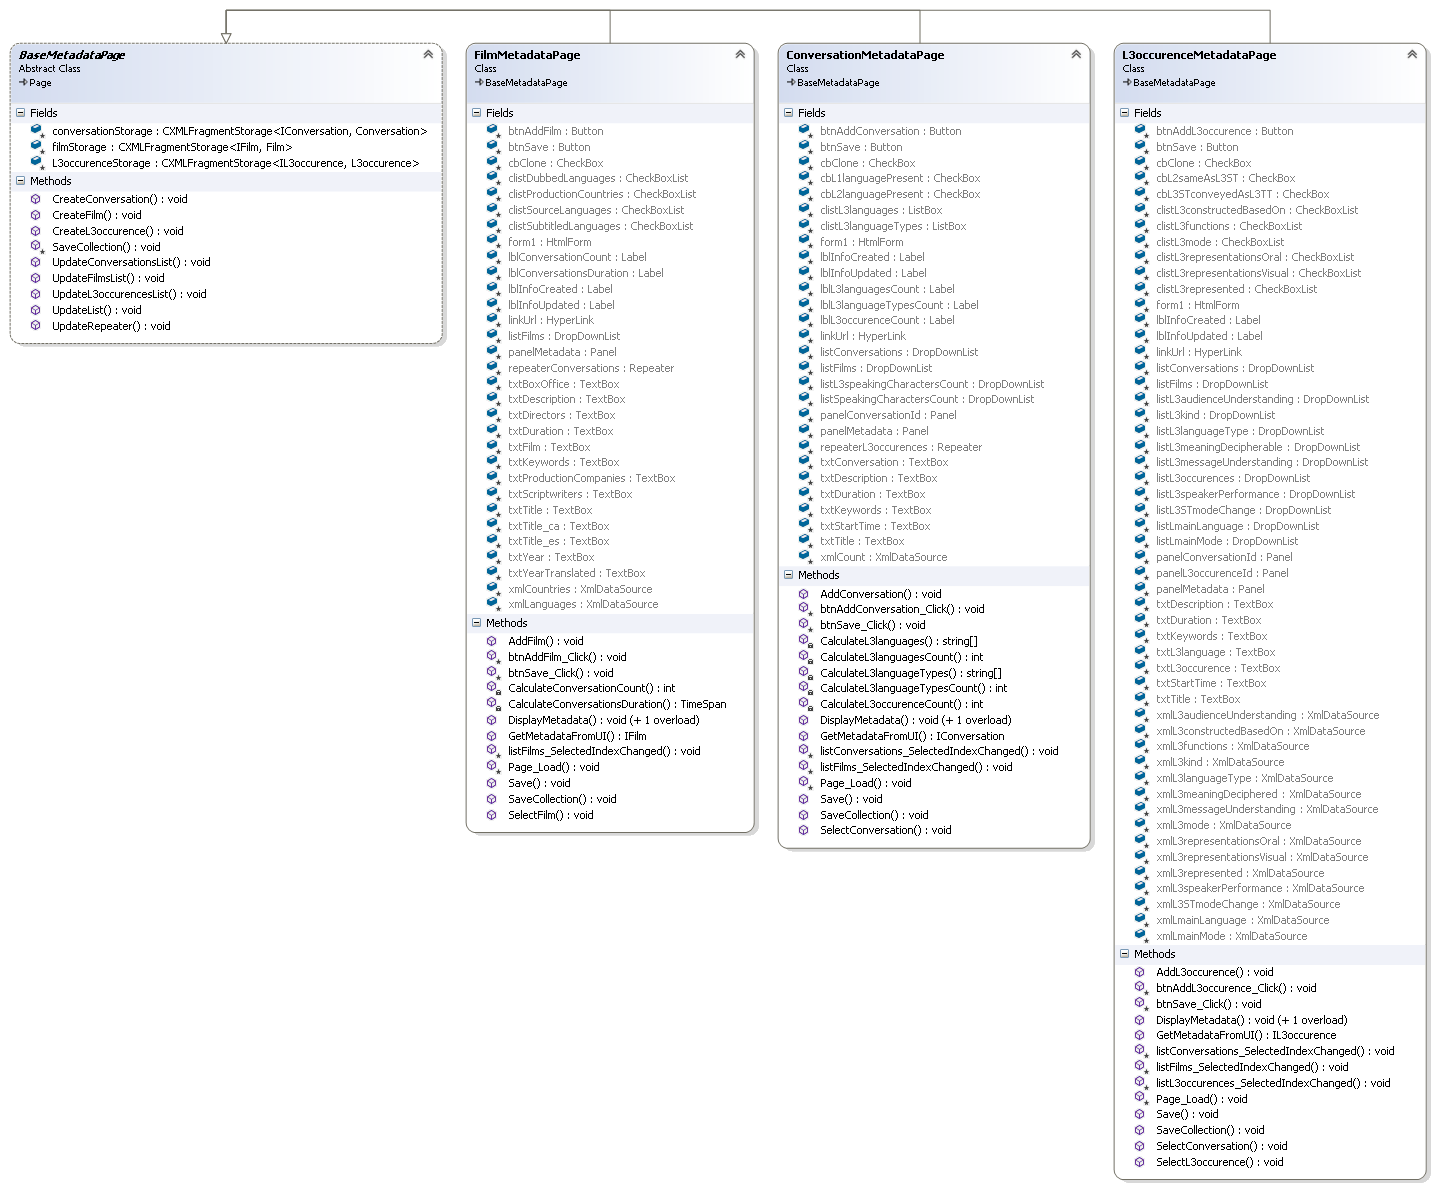 BaseMetadataPage
Abstract Class
Page
Fields
conversationStorage : CXMLFragmentStorage<IConversation, Conversation>
filmStorage : CXMLFragmentStorage<IFilm, Film>
L3occurenceStorage : CXMLFragmentStorage<IL3occurence, L3occurence>
Methods
CreateConversation() : void
CreateFilm() : void
CreateL3occurence() : void
SaveCollection() : void
UpdateConversationsList() : void
UpdateFilmsList() : void
UpdateL3occurencesList() : void
UpdateList() : void
UpdateRepeater() : void
FilmMetadataPage
Class
BaseMetadataPage
Fields
btnAddFilm : Button
btnSave : Button
cbClone : CheckBox
clistDubbedLanguages : CheckBoxList
clistProductionCountries : CheckBoxList
clistSourceLanguages : CheckBoxList
clistSubtitledLanguages : CheckBoxList
form1 : HtmlForm
lblConversationCount : Label
lblConversationsDuration : Label
lblInfoCreated : Label
lblInfoUpdated : Label
linkUrl : HyperLink
listFilms : DropDownList
panelMetadata : Panel
repeaterConversations : Repeater
txtBoxOffice : TextBox
txtDescription : TextBox
txtDirectors : TextBox
txtDuration : TextBox
txtFilm : TextBox
txtKeywords : TextBox
txtProductionCompanies : TextBox
txtScriptwriters : TextBox
txtTitle : TextBox
txtTitle_ca : TextBox
txtTitle_es : TextBox
txtYear : TextBox
txtYearTranslated : TextBox
xmlCountries : XmlDataSource
xmlLanguages : XmlDataSource
Methods
AddFilm() : void
btnAddFilm_Click() : void
btnSave_Click() : void
CalculateConversationCount() : int
CalculateConversationsDuration() : TimeSpan
DisplayMetadata() : void (+ 1 overload)
GetMetadataFromUI() : IFilm
listFilms_SelectedIndexChanged() : void
Page_Load() : void
Save() : void
SaveCollection() : void
SelectFilm() : void
ConversationMetadataPage
Class
BaseMetadataPage
Fields
btnAddConversation : Button
btnSave : Button
cbClone : CheckBox
cbL1languagePresent : CheckBox
cbL2languagePresent : CheckBox
clistL3languages : ListBox
clistL3languageTypes : ListBox
form1 : HtmlForm
lblInfoCreated : Label
lblInfoUpdated : Label
lblL3languagesCount : Label
lblL3languageTypesCount : Label
lblL3occurenceCount : Label
linkUrl : HyperLink
listConversations : DropDownList
listFilms : DropDownList
listL3speakingCharactersCount : DropDownList
listSpeakingCharactersCount : DropDownList
panelConversationId : Panel
panelMetadata : Panel
repeaterL3occurences : Repeater
txtConversation : TextBox
txtDescription : TextBox
txtDuration : TextBox
txtKeywords : TextBox
txtStartTime : TextBox
txtTitle : TextBox
xmlCount : XmlDataSource
Methods
AddConversation() : void
btnAddConversation_Click() : void
btnSave_Click() : void
CalculateL3languages() : string[]
CalculateL3languagesCount() : int
CalculateL3languageTypes() : string[]
CalculateL3languageTypesCount() : int
CalculateL3occurenceCount() : int
DisplayMetadata() : void (+ 1 overload)
GetMetadataFromUI() : IConversation
listConversations_SelectedIndexChanged() : void
listFilms_SelectedIndexChanged() : void
Page_Load() : void
Save() : void
SaveCollection() : void
SelectConversation() : void
L3occurenceMetadataPage
Class
BaseMetadataPage
Fields
btnAddL3occurence : Button
btnSave : Button
cbClone : CheckBox
cbL2sameAsL3ST : CheckBox
cbL3STconveyedAsL3TT : CheckBox
clistL3constructedBasedOn : CheckBoxList
clistL3functions : CheckBoxList
clistL3mode : CheckBoxList
clistL3representationsOral : CheckBoxList
clistL3representationsVisual : CheckBoxList
clistL3represented : CheckBoxList
form1 : HtmlForm
lblInfoCreated : Label
lblInfoUpdated : Label
linkUrl : HyperLink
listConversations : DropDownList
listFilms : DropDownList
listL3audienceUnderstanding : DropDownList
listL3kind : DropDownList
listL3languageType : DropDownList
listL3meaningDecipherable : DropDownList
listL3messageUnderstanding : DropDownList
listL3occurences : DropDownList
listL3speakerPerformance : DropDownList
listL3STmodeChange : DropDownList
listLmainLanguage : DropDownList
listLmainMode : DropDownList
panelConversationId : Panel
panelL3occurenceId : Panel
panelMetadata : Panel
txtDescription : TextBox
txtDuration : TextBox
txtKeywords : TextBox
txtL3language : TextBox
txtL3occurence : TextBox
txtStartTime : TextBox
txtTitle : TextBox
xmlL3audienceUnderstanding : XmlDataSource
xmlL3constructedBasedOn : XmlDataSource
xmlL3functions : XmlDataSource
xmlL3kind : XmlDataSource
xmlL3languageType : XmlDataSource
xmlL3meaningDeciphered : XmlDataSource
xmlL3messageUnderstanding : XmlDataSource
xmlL3mode : XmlDataSource
xmlL3representationsOral : XmlDataSource
xmlL3representationsVisual : XmlDataSource
xmlL3represented : XmlDataSource
xmlL3speakerPerformance : XmlDataSource
xmlL3STmodeChange : XmlDataSource
xmlLmainLanguage : XmlDataSource
xmlLmainMode : XmlDataSource
Methods
AddL3occurence() : void
btnAddL3occurence_Click() : void
btnSave_Click() : void
DisplayMetadata() : void (+ 1 overload)
GetMetadataFromUI() : IL3occurence
listConversations_SelectedIndexChanged() : void
listFilms_SelectedIndexChanged() : void
listL3occurences_SelectedIndexChanged() : void
Page_Load() : void
Save() : void
SaveCollection() : void
SelectConversation() : void
SelectL3occurence() : void